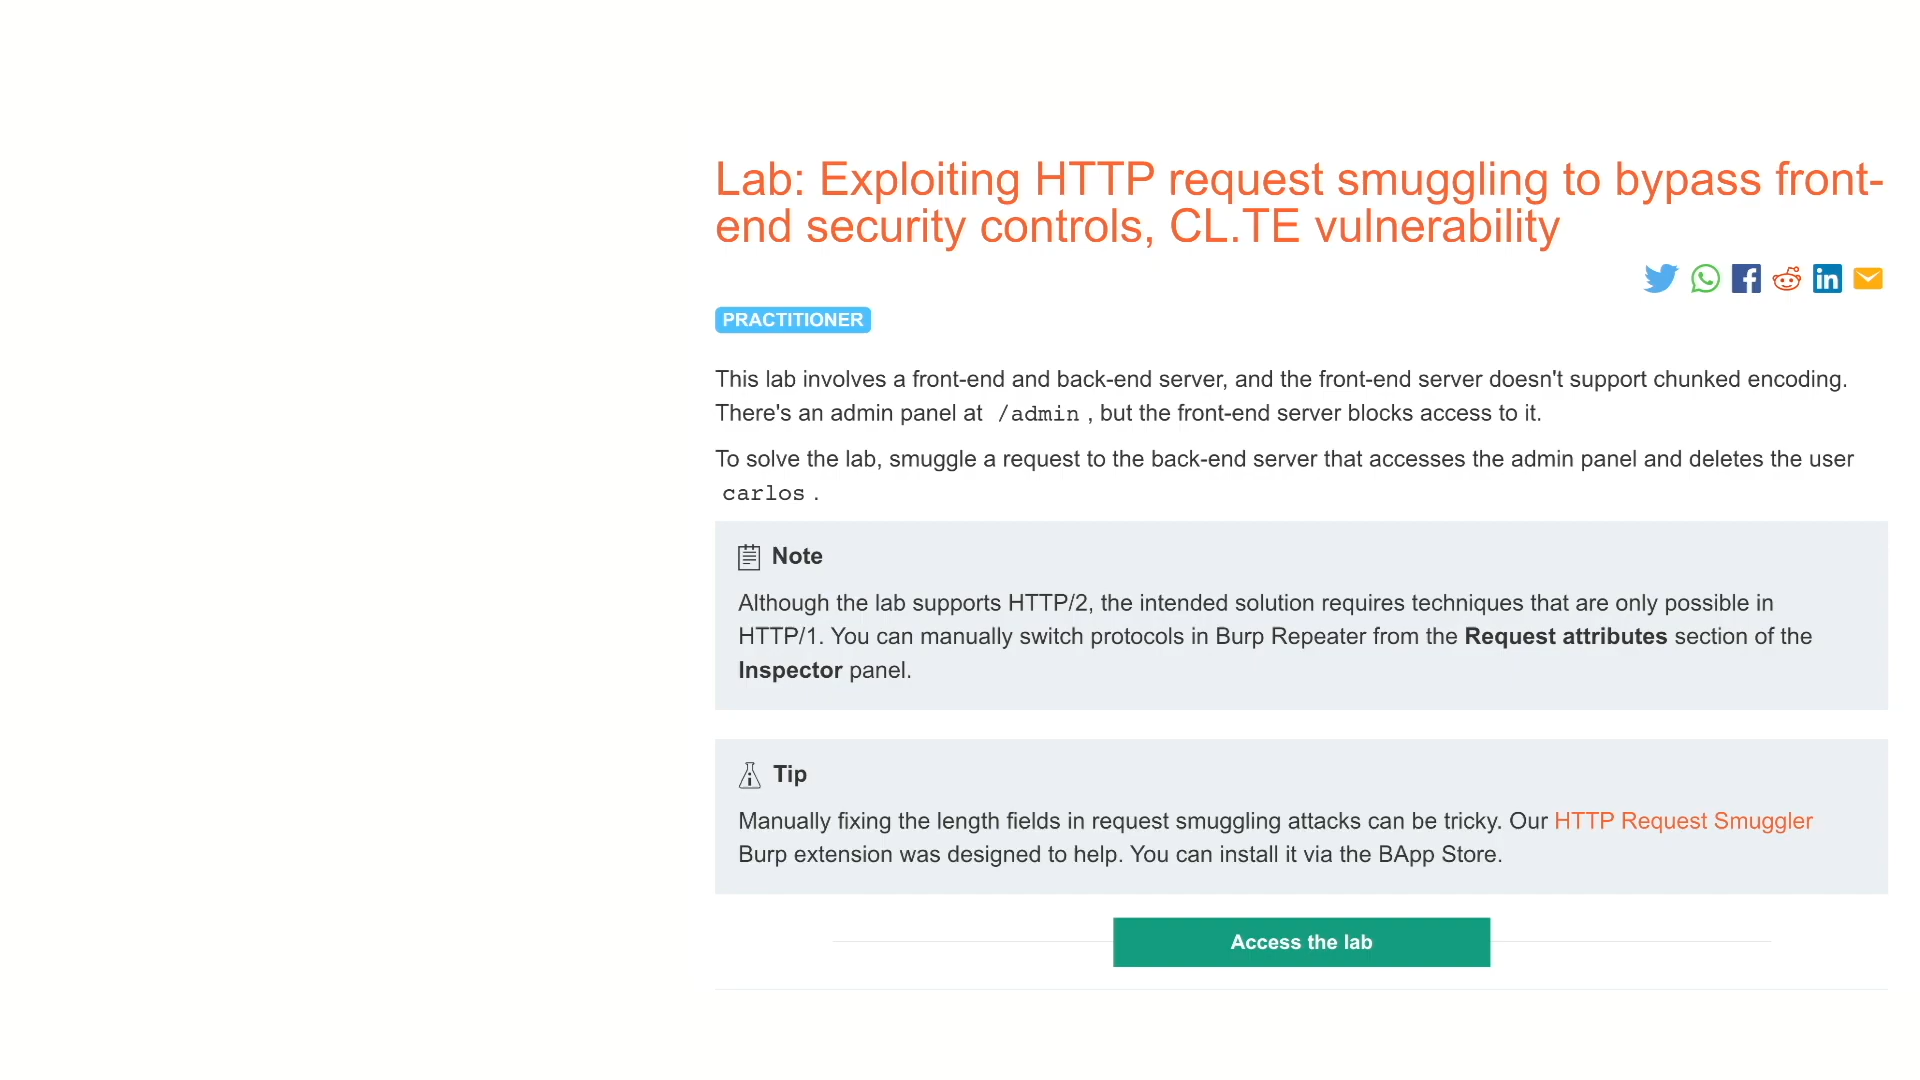 Lab: Exploiting HTTP request smuggling to bypass front-
end security controls, CL.TE vulnerability
PRACTITIONER
This lab involves a front-end and back-end server, and the front-end server doesn't support chunked encoding.
There's an admin panel at /admin , but the front-end server blocks access to it.
To solve the lab, smuggle a request to the back-end server that accesses the admin panel and deletes the user
carlos .
Note
Although the lab supports HTTP/2, the intended solution requires techniques that are only possible in
HTTP/1. You can manually switch protocols in Burp Repeater from the Request attributes section of the
Inspector panel.
Tip
Manually fixing the length fields in request smuggling attacks can be tricky. Our HTTP Request Smuggler
Burp extension was designed to help. You can install it via the BApp Store.
Access the lab